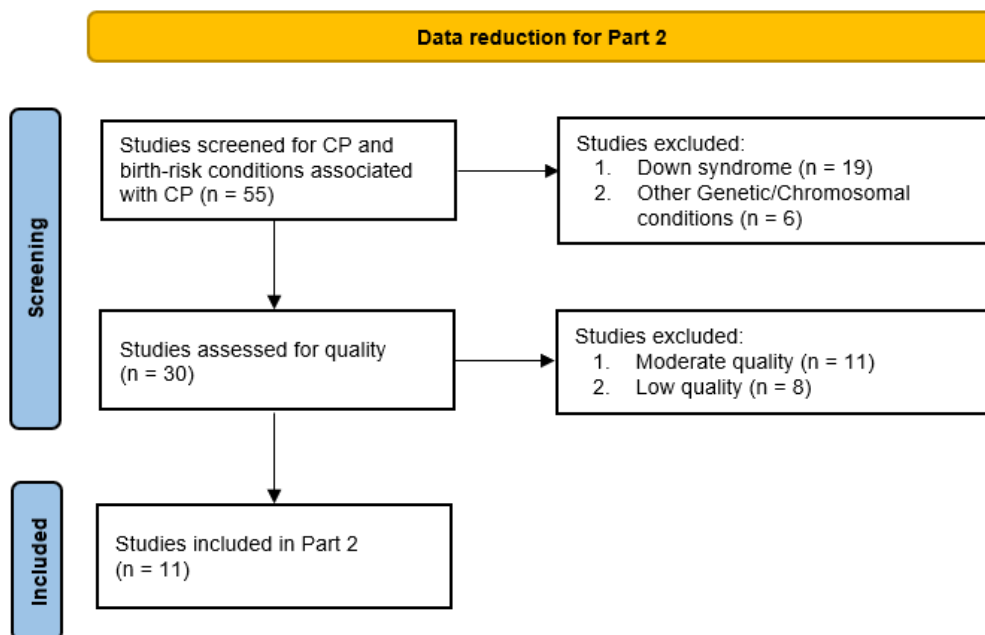 Data reduction for Part 2
Screening
Studies screened for CP and
birth-risk conditions associated
with CP (n = 55)
Studies excluded:
1. Down syndrome (n = 19)
2. Other Genetic/Chromosomal
conditions (n = 6)
Studies assessed for quality
(n = 30)
Studies excluded:
1. Moderate quality (n = 11)
2. Low quality (n = 8)
Included
Studies included in Part 2
(n = 11)